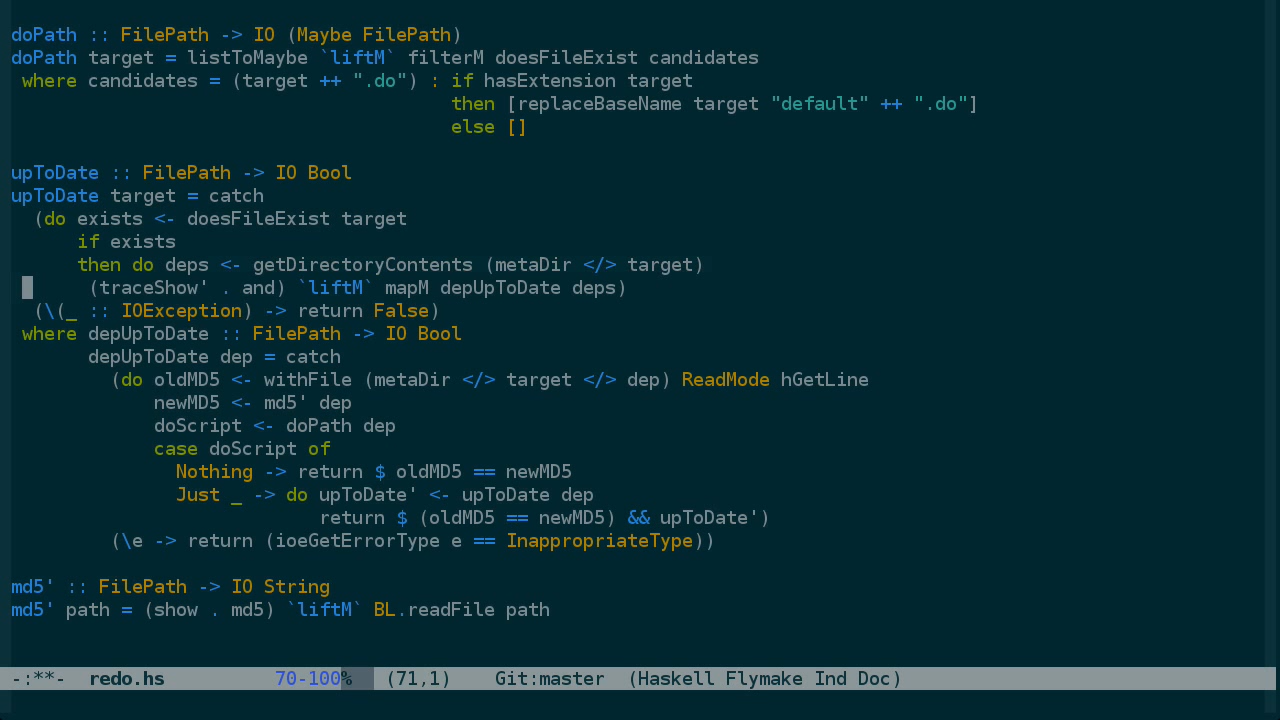 doPath :: FilePath -> IO (Maybe FilePath)
doPath target = listToMaybe `liftM` filterM doesFileExist candidates
 where candidates = (target ++ ".do") : if hasExtension target
                                        then [replaceBaseName target "default" ++ ".do"]
                                        else []

upToDate :: FilePath -> IO Bool
upToDate target = catch
  (do exists <- doesFileExist target
      if exists
      then do deps <- getDirectoryContents (metaDir </> target)
       (traceShow' . and) `liftM` mapM depUpToDate deps)
  (\(_ :: IOException) -> return False)
 where depUpToDate :: FilePath -> IO Bool
       depUpToDate dep = catch
         (do oldMD5 <- withFile (metaDir </> target </> dep) ReadMode hGetLine
             newMD5 <- md5' dep
             doScript <- doPath dep
             case doScript of
               Nothing -> return $ oldMD5 == newMD5
               Just _ -> do upToDate' <- upToDate dep
                            return $ (oldMD5 == newMD5) && upToDate')
         (\e -> return (ioeGetErrorType e == InappropriateType))

md5' :: FilePath -> IO String
md5' path = (show . md5) `liftM` BL.readFile path

-:**-  redo.hs          70-100%   (71,1)    Git:master  (Haskell Flymake Ind Doc)